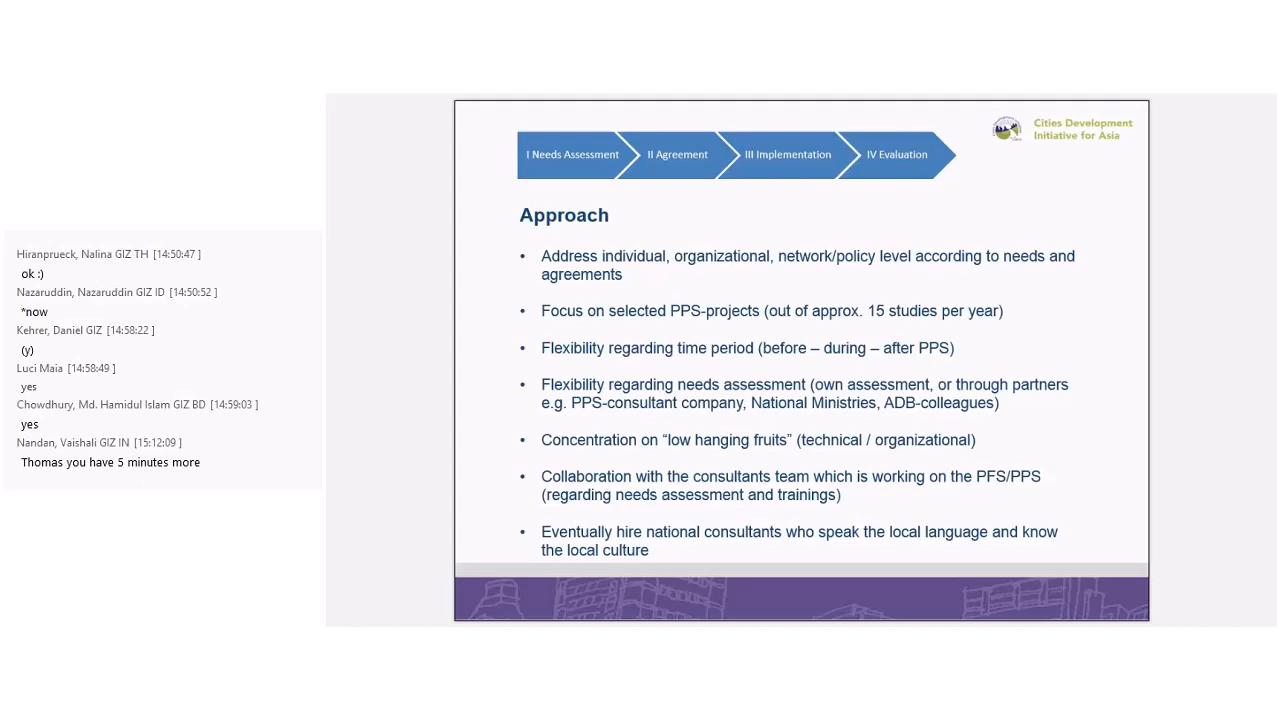 Hiranprueck, Nalina GIZ TH [14:50:47 ]
ok :)
Nazaruddin, Nazaruddin GIZ ID [14:50:52 ]
*now
Kehrer, Daniel GIZ [14:58:22 ]
(y)
Luci Maia [14:58:49 ]
yes
Chowdhury, Md. Hamidul Islam GIZ BD [14:59:03 ]
yes
Nandan, Vaishali GIZ IN [15:12:09 ]
Thomas you have 5 minutes more
Cities Development
Initiative for Asia
I Needs Assessment
II Agreement
III Implementation
IV Evaluation
Approach
• Address individual, organizational, network/policy level according to needs and
agreements
• Focus on selected PPS-projects (out of approx. 15 studies per year)
• Flexibility regarding time period (before – during – after PPS)
• Flexibility regarding needs assessment (own assessment, or through partners
e.g. PPS-consultant company, National Ministries, ADB-colleagues)
• Concentration on “low hanging fruits” (technical / organizational)
• Collaboration with the consultants team which is working on the PFS/PPS
(regarding needs assessment and trainings)
• Eventually hire national consultants who speak the local language and know
the local culture